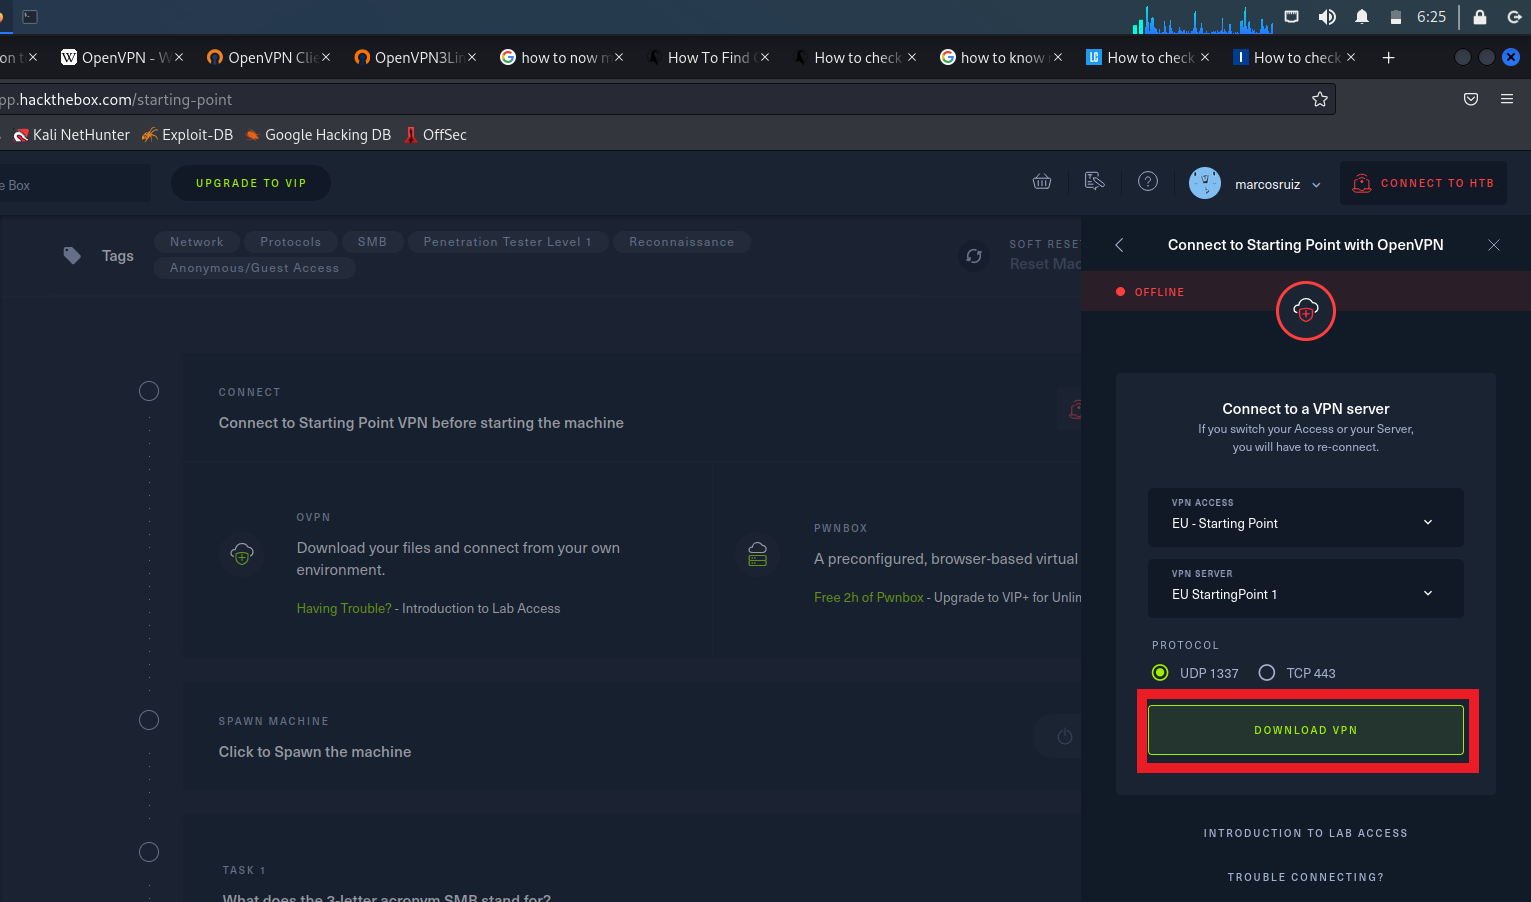 6:25
on t
OpenVPN - W
OpenVPN Clie
OpenVPN3Lin
how to now m
How To Find
How to check
how to know
How to check
How to check
pp.hackthebox.com/starting-point
Kali NetHunter
Exploit-DB
Google Hacking DB
OffSec
e Box
UPGRADE TO VIP
marcosruiz
CONNECT TO HTB
Tags
Network
Protocols
SMB
Penetration Tester Level 1
Reconnaissance
Anonymous/Guest Access
SOFT RESET
Reset Mac
CONNECT
Connect to Starting Point VPN before starting the machine
OVPN
Download your files and connect from your own
environment.
Having Trouble? - Introduction to Lab Access
PWNBOX
A preconfigured, browser-based virtual
Free 2h of Pwnbox - Upgrade to VIP+ for Unlim
SPAWN MACHINE
Click to Spawn the machine
TASK 1
What does the 3-letter acronym SMB stand for?
Connect to Starting Point with OpenVPN
OFFLINE
Connect to a VPN server
If you switch your Access or your Server,
you will have to re-connect.
VPN ACCESS
EU - Starting Point
VPN SERVER
EU StartingPoint 1
PROTOCOL
UDP 1337
TCP 443
DOWNLOAD VPN
INTRODUCTION TO LAB ACCESS
TROUBLE CONNECTING?